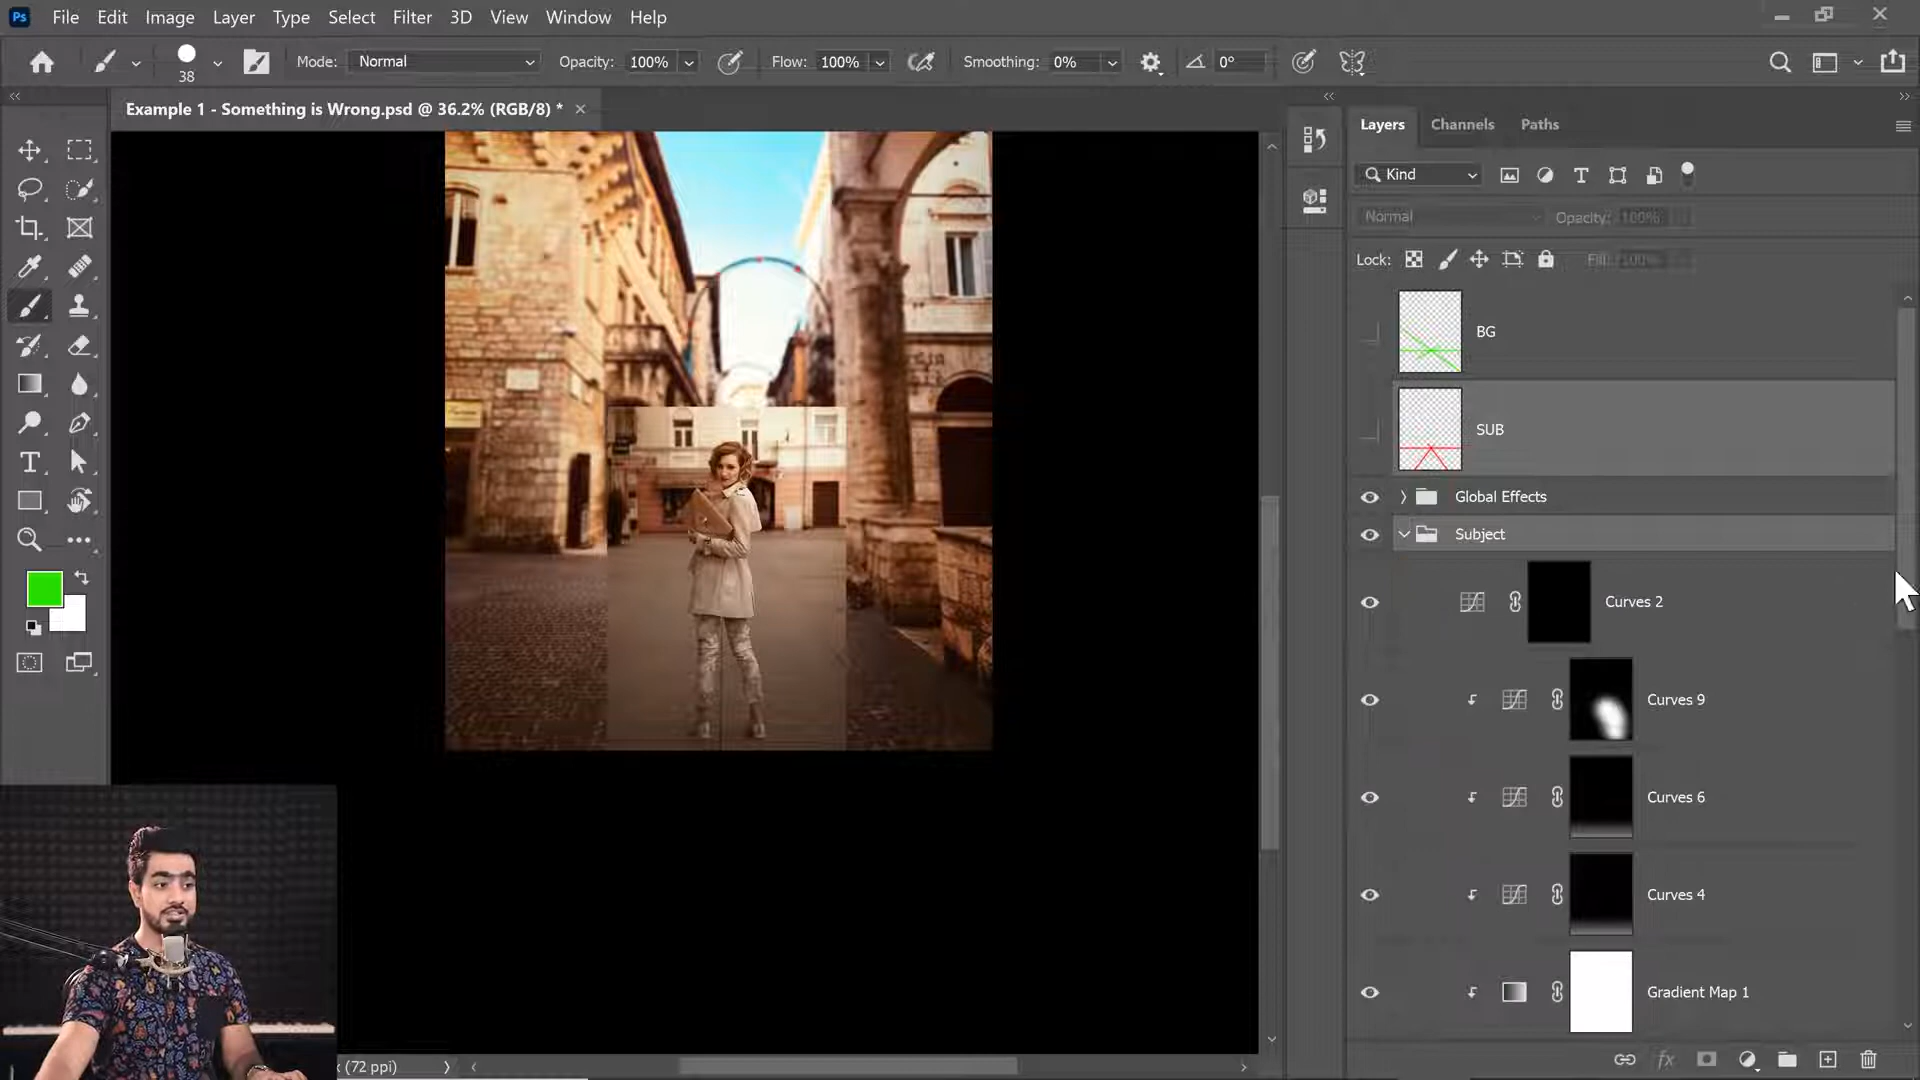 Ps File Edit Image Layer Type Select Filter 3D View Window Help
38 Mode: Normal Opacity: 100% Flow: 100% Smoothing: 0% 0°
Example 1 - Something is Wrong.psd @ 36.2% (RGB/8) *
Layers Channels Paths
Kind
Normal Opacity: 100%
Lock: Fill: 100%
BG
SUB
Global Effects
Subject
Curves 2
Curves 9
Curves 6
Curves 4
Gradient Map 1
(72 ppi)